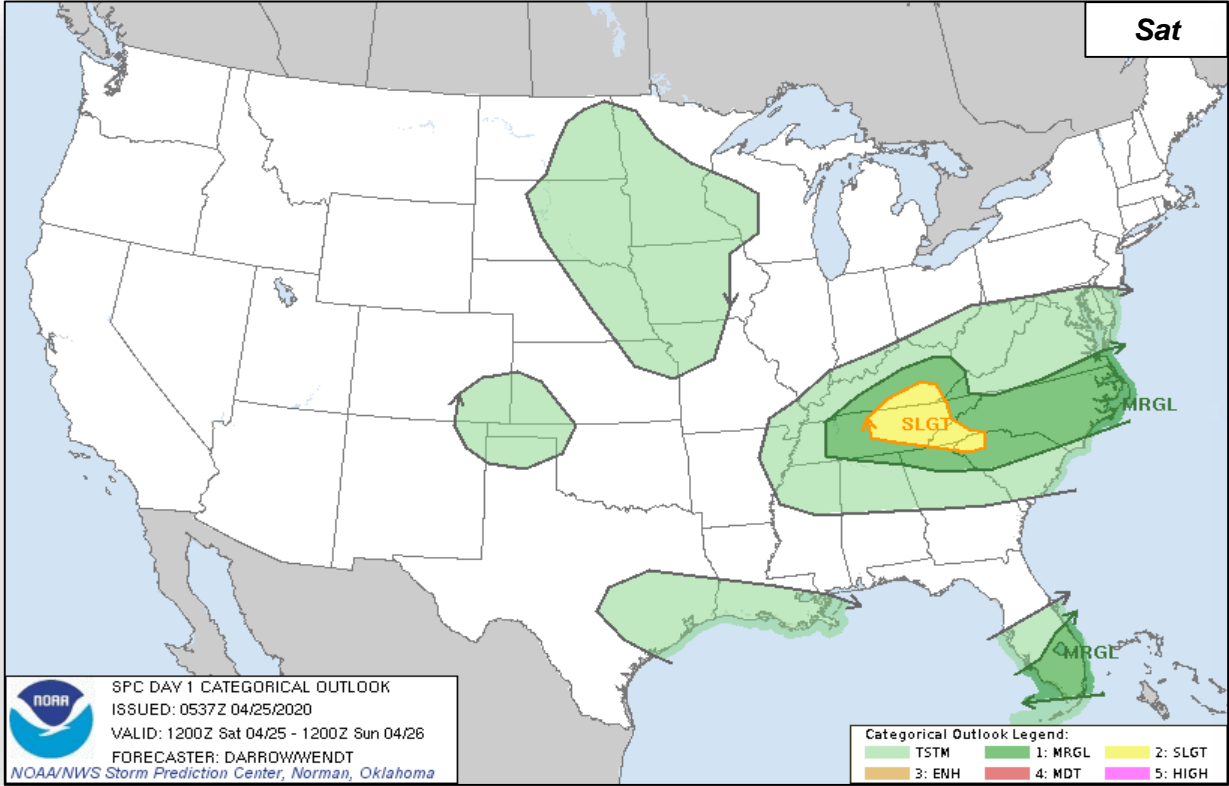 Sat
MRGL
SLGT
MRGL
NOAA
SPC DAY 1 CATEGORICAL OUTLOOK
ISSUED: 0537Z 04/25/2020
VALID: 1200Z Sat 04/25 - 1200Z Sun 04/26
FORECASTER: DARROW/WENDT
NOAA/NWS Storm Prediction Center, Norman, Oklahoma
Categorical Outlook Legend:
TSTM 1: MRGL 2: SLGT
3: ENH 4: MDT 5: HIGH